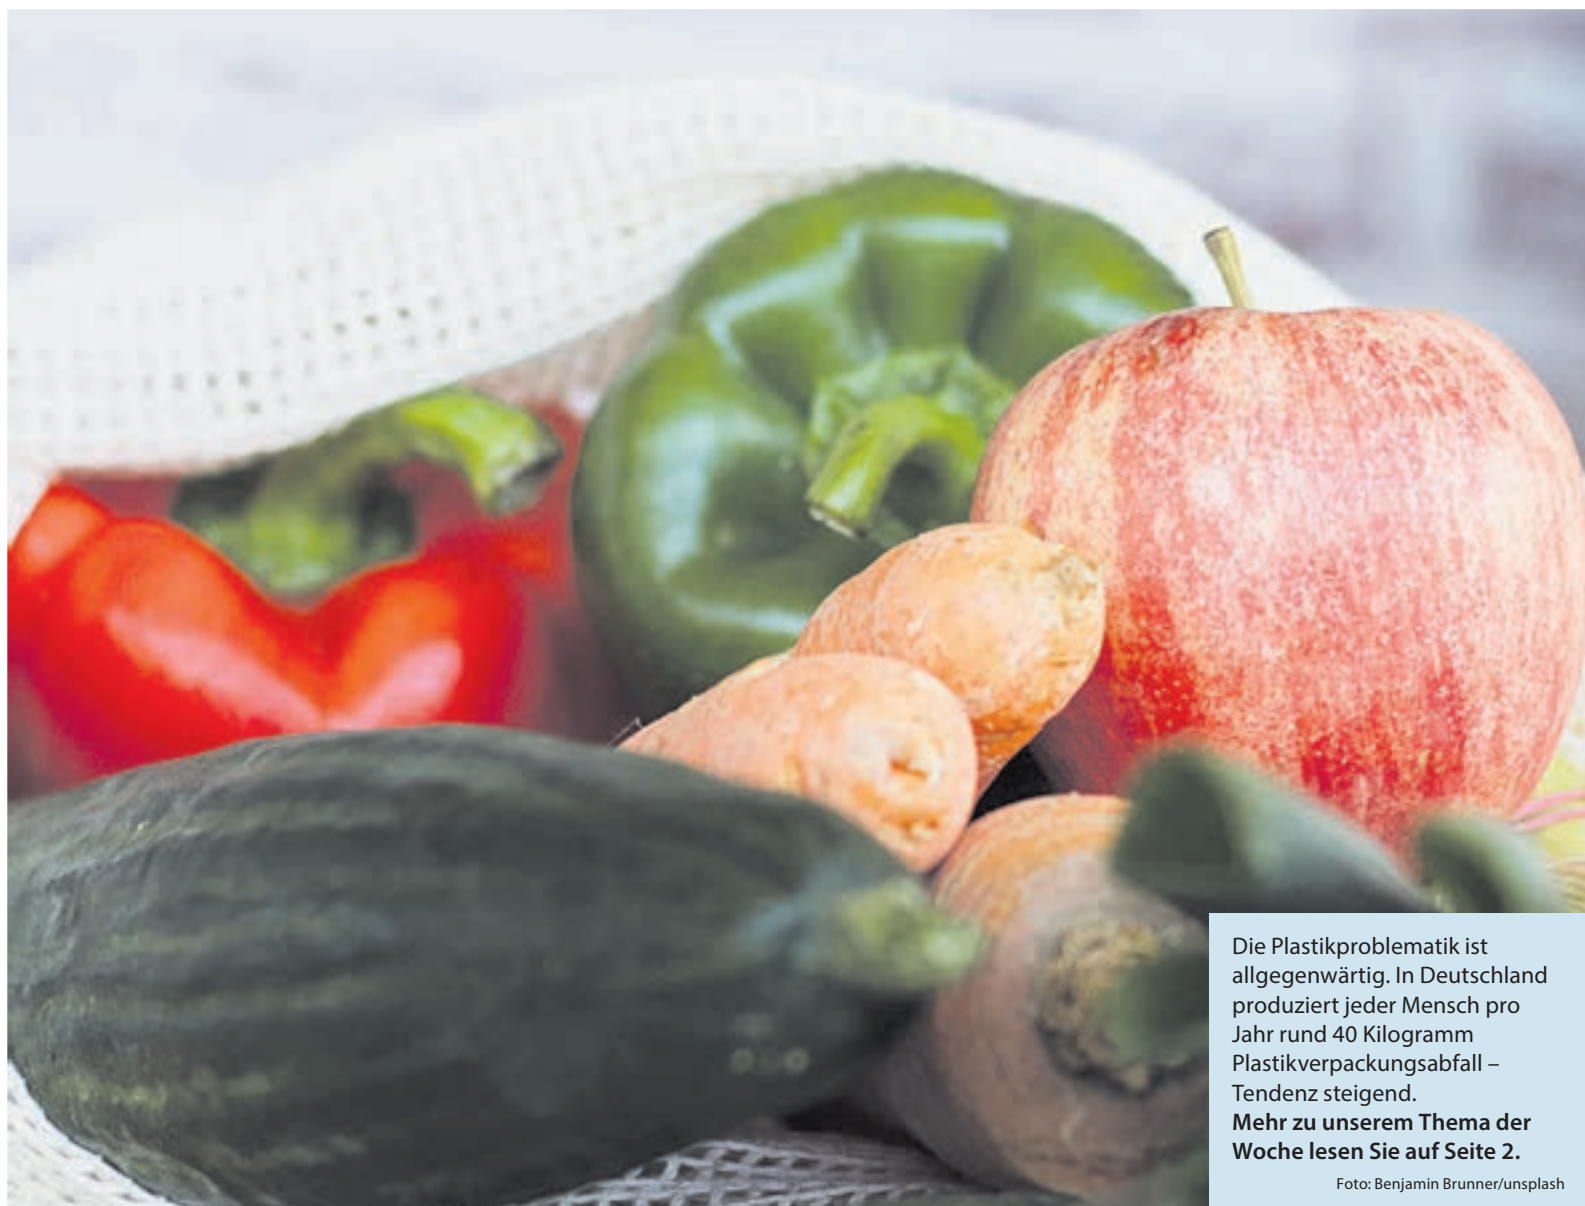 Die Plastikproblematik ist
allgegenwärtig. In Deutschland
produziert jeder Mensch pro
Jahr rund 40 Kilogramm
Plastikverpackungsabfall –
Tendenz steigend.
Mehr zu unserem Thema der
Woche lesen Sie auf Seite 2.
Foto: Benjamin Brunner/unsplash